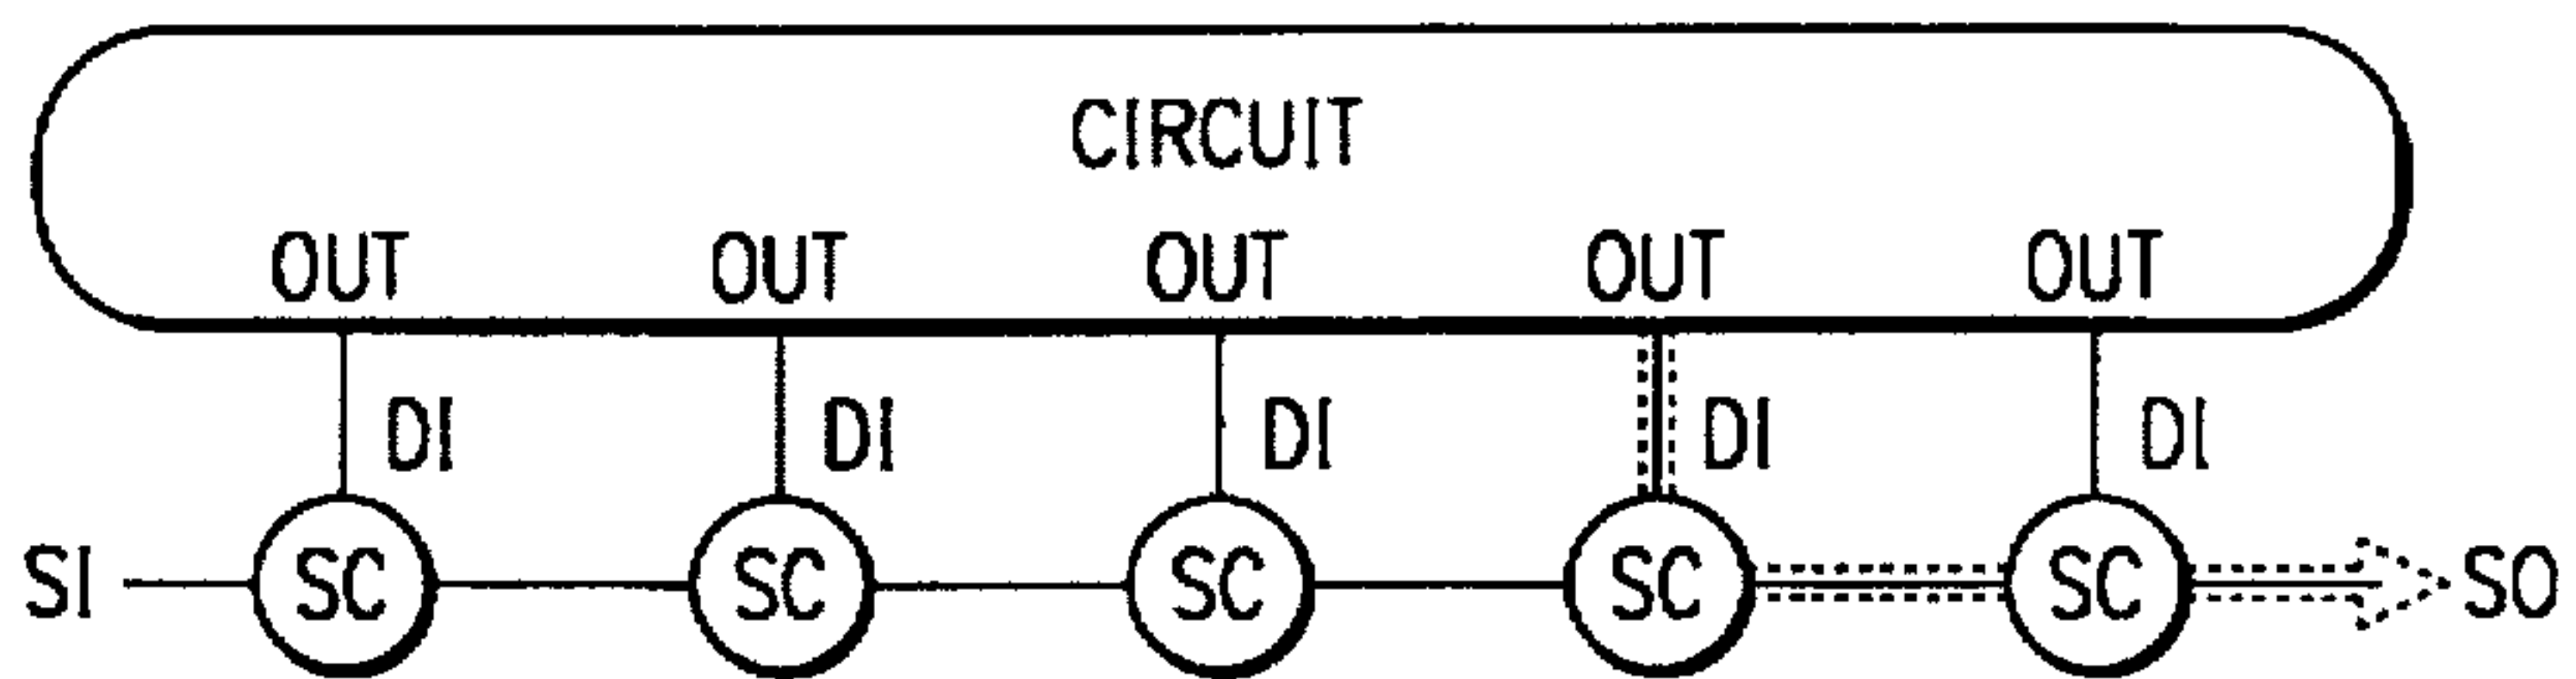 CIRCUIT
OUT OUT OUT OUT OUT
DI DI DI DI DI
SI SC SC SC SC SC SO